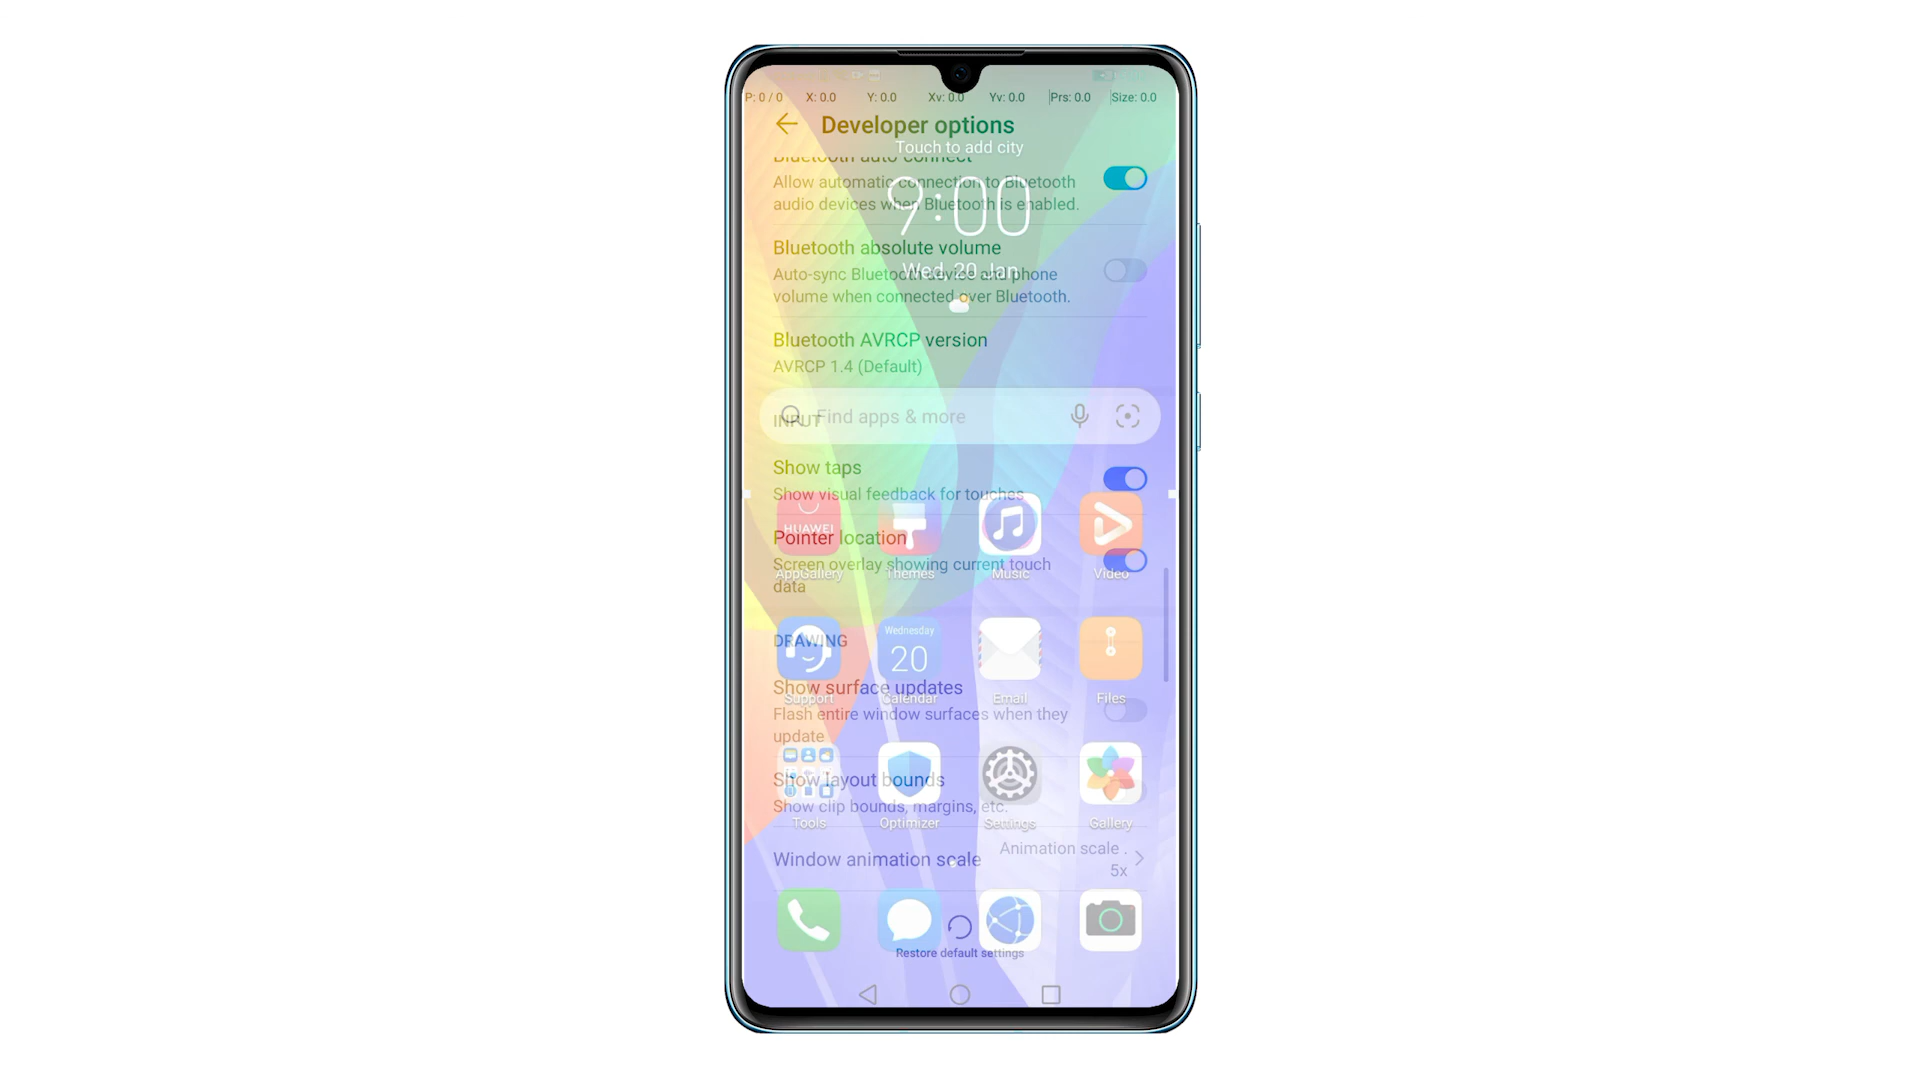 P: 0 / 0 X: 0.0 Y: 0.0 Xv: 0.0 Yv: 0.0 Prs: 0.0 Size: 0.0
Developer options
Touch to add city
Bluetooth auto connect
Allow automatic connection to Bluetooth
audio devices when Bluetooth is enabled.
9:00
Bluetooth absolute volume
Wed, 20 Jan
Auto-sync Bluetooth device and phone
volume when connected over Bluetooth.
Bluetooth AVRCP version
AVRCP 1.4 (Default)
INPUT
Find apps & more
Show taps
Show visual feedback for touches
HUAWEI
Pointer location
Screen overlay showing current touch
data
AppGallery Themes Music Video
Wednesday
20
DRAWING
Show surface updates
Support Calendar Email Files
Flash entire window surfaces when they
update
Show layout bounds
Show clip bounds, margins, etc.
Tools Optimizer Settings Gallery
Window animation scale
Animation scale .
5x
Restore default settings